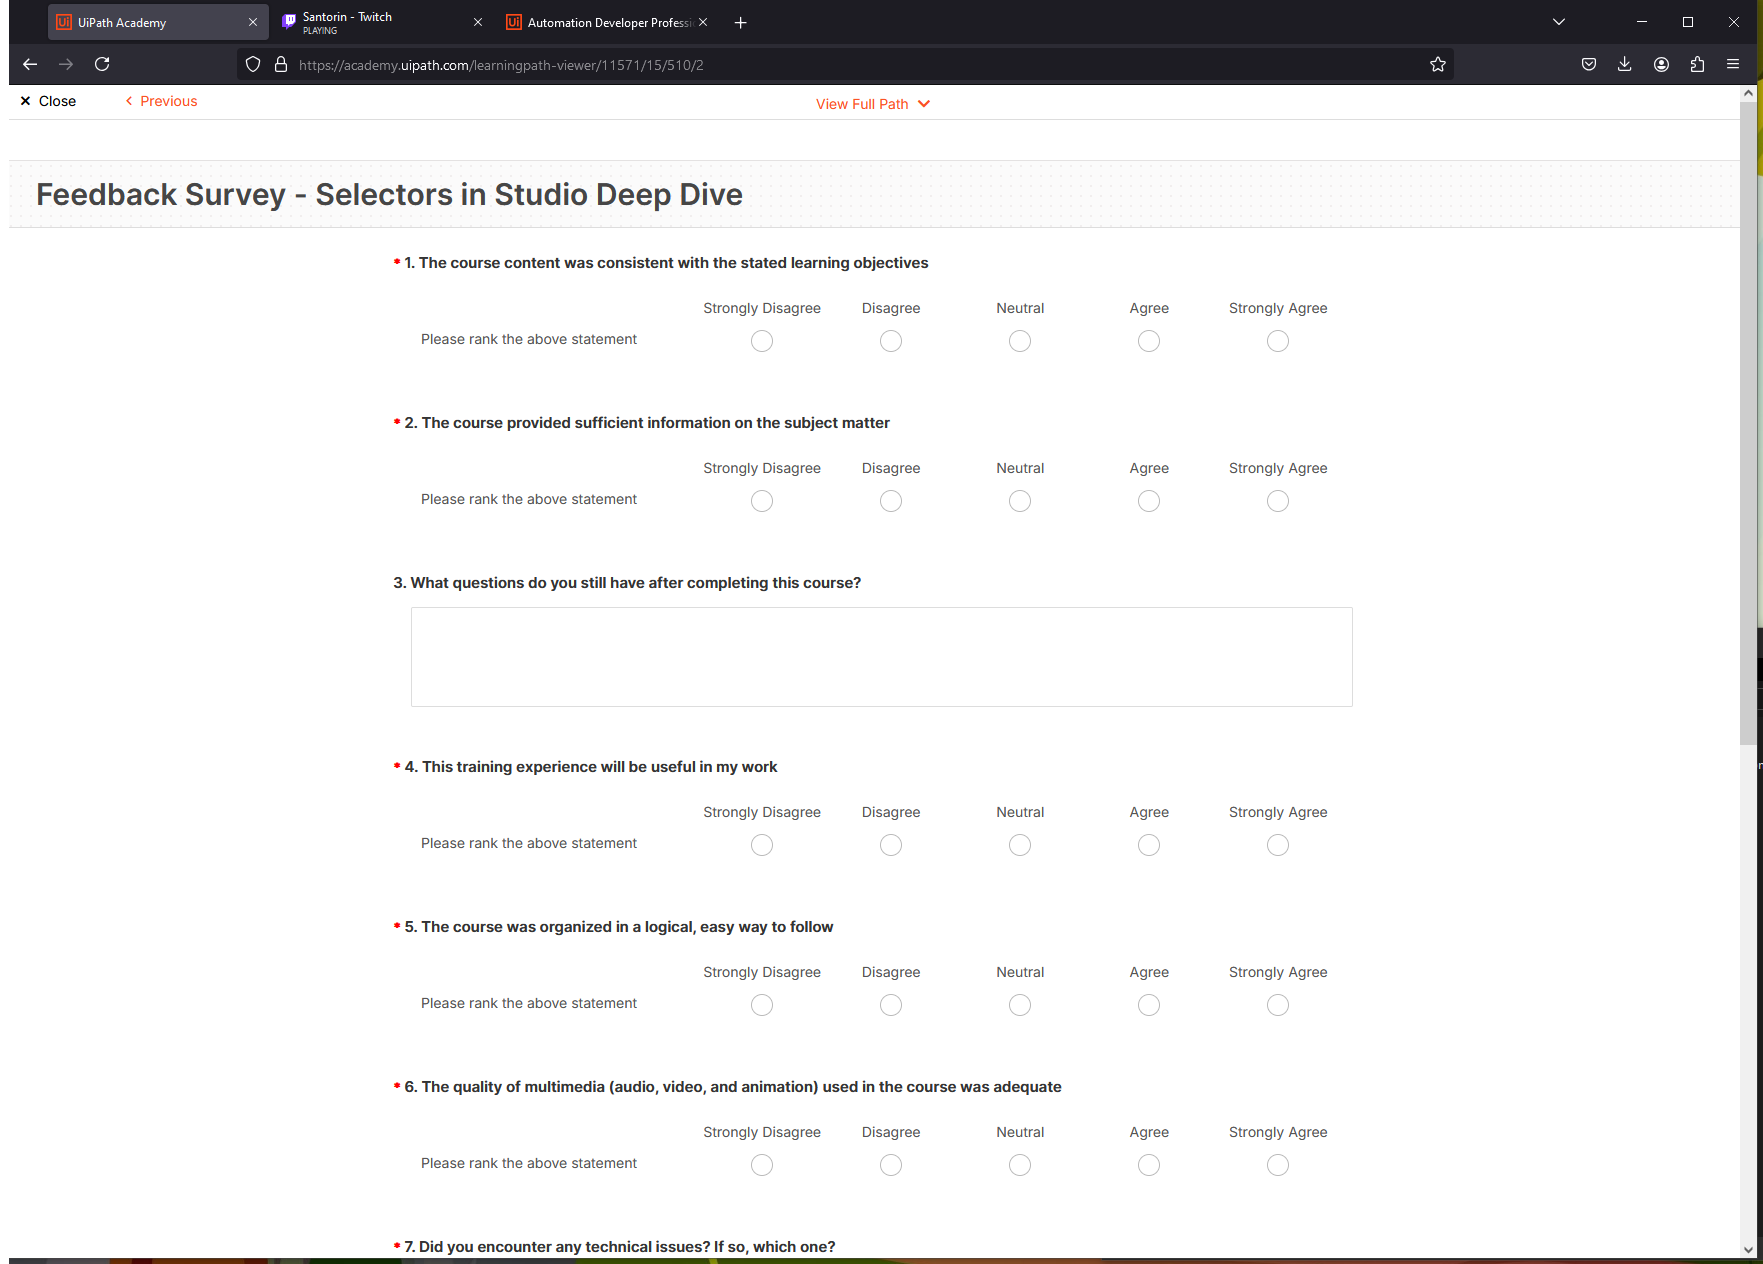 UiPath Academy
Santorin - Twitch
PLAYING
Automation Developer Professi
https://academy.uipath.com/learningpath-viewer/11571/15/510/2
Close
Previous
View Full Path
Feedback Survey - Selectors in Studio Deep Dive
* 1. The course content was consistent with the stated learning objectives
Strongly Disagree Disagree Neutral Agree Strongly Agree
Please rank the above statement
* 2. The course provided sufficient information on the subject matter
Strongly Disagree Disagree Neutral Agree Strongly Agree
Please rank the above statement
3. What questions do you still have after completing this course?
* 4. This training experience will be useful in my work
Strongly Disagree Disagree Neutral Agree Strongly Agree
Please rank the above statement
* 5. The course was organized in a logical, easy way to follow
Strongly Disagree Disagree Neutral Agree Strongly Agree
Please rank the above statement
* 6. The quality of multimedia (audio, video, and animation) used in the course was adequate
Strongly Disagree Disagree Neutral Agree Strongly Agree
Please rank the above statement
* 7. Did you encounter any technical issues? If so, which one?